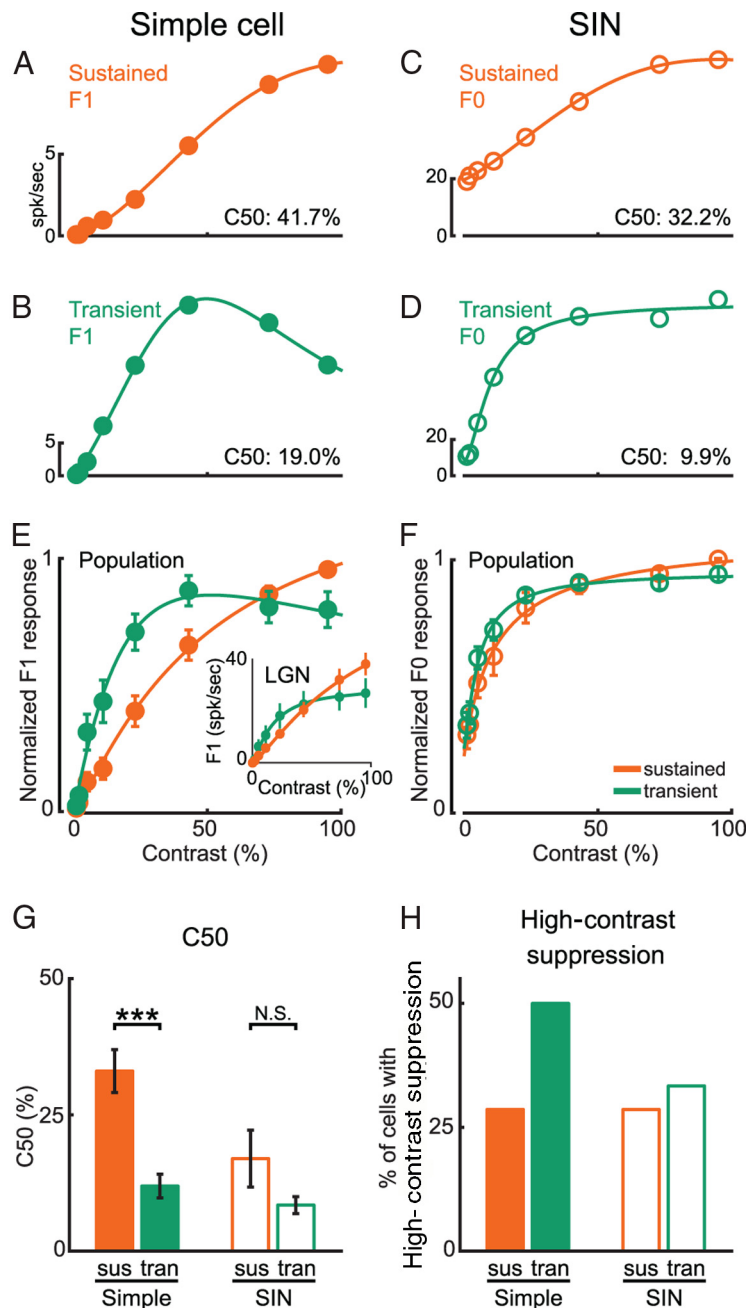 Simple cell
SIN
A
Sustained
F1
5
0
spk/sec
C50: 41.7%
C
Sustained
F0
20
0
C50: 32.2%
B
Transient
F1
5
0
C50: 19.0%
D
Transient
F0
20
0
C50: 9.9%
E
Population
1
0
Normalized F1 response
0
50
100
Contrast (%)
LGN
40
0
F1 (spk/sec)
100
Contrast (%)
F
Population
1
0
Normalized F0 response
sustained
transient
0
50
100
Contrast (%)
G
C50
50
25
0
C50 (%)
***
N.S.
sus tran
Simple
sus tran
SIN
H
High-contrast
suppression
50
25
0
% of cells with
High- contrast suppression
sus tran
Simple
sus tran
SIN